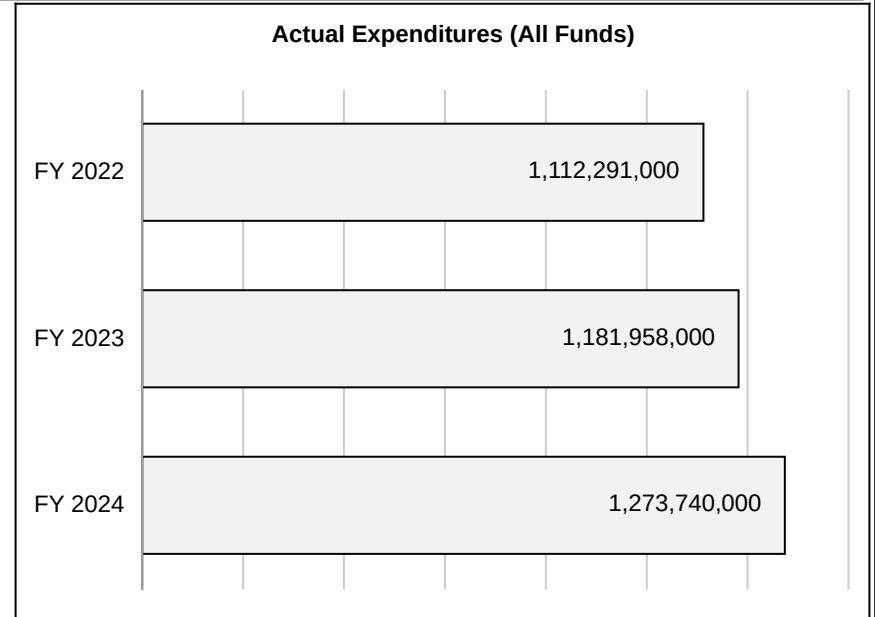 Actual Expenditures (All Funds)
FY 2022
1,112,291,000
FY 2023
1,181,958,000
FY 2024
1,273,740,000